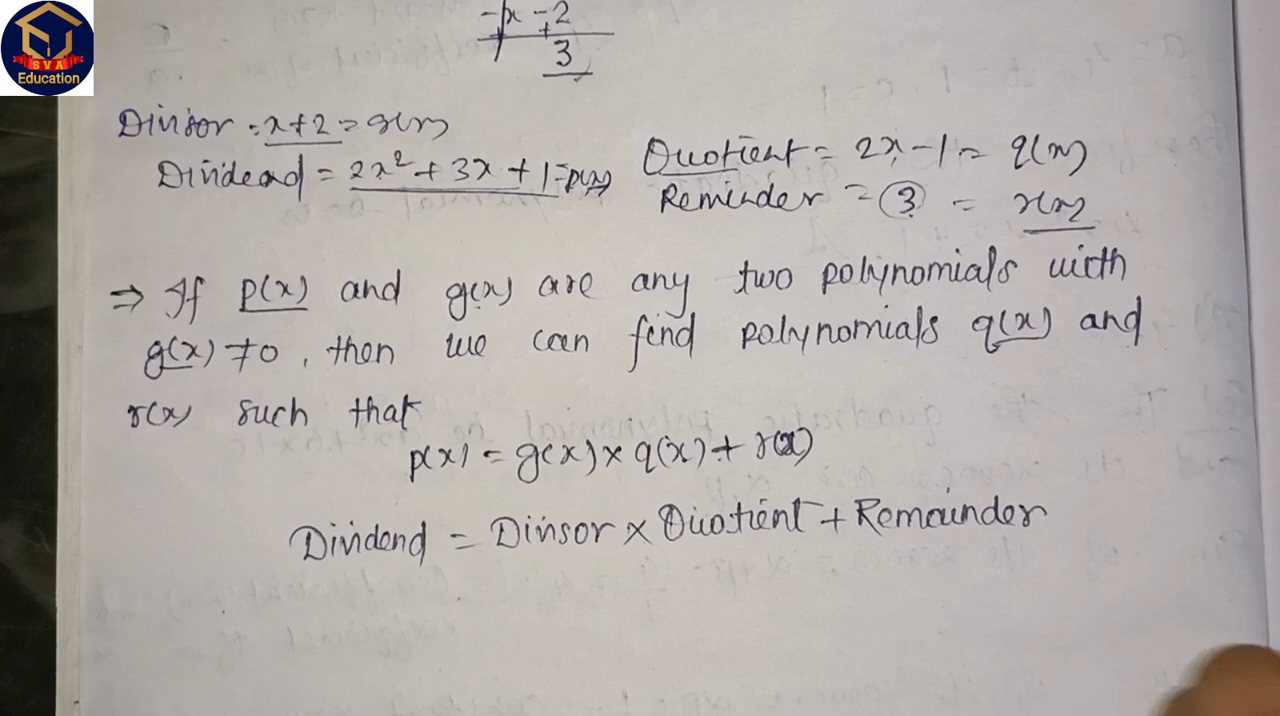 SVA
Education
-x -2
+
3
Divisor = x+2 = g(x)
Dividend = 2x² + 3x + 1 = p(x)
Quotient = 2x - 1 = q(x)
Reminder = 3 = r(x)
⇒ If p(x) and g(x) are any two polynomials with
g(x) ≠ 0, then we can find polynomials q(x) and
r(x) such that
p(x) = g(x) × q(x) + r(x)
Dividend = Divisor × Quotient + Remainder